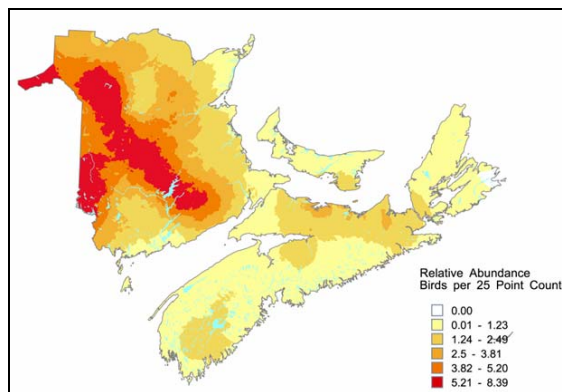 Relative Abundance
Birds per 25 Point Count
0.00
0.01 - 1.23
1.24 - 2.49
2.5 - 3.81
3.82 - 5.20
5.21 - 8.39